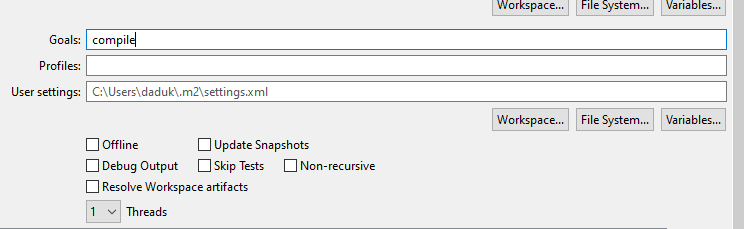 Workspace... File System... Variables...
Goals: compile
Profiles:
User settings: C:\Users\daduk\.m2\settings.xml
Workspace... File System... Variables...
Offline Update Snapshots
Debug Output Skip Tests Non-recursive
Resolve Workspace artifacts
1 Threads